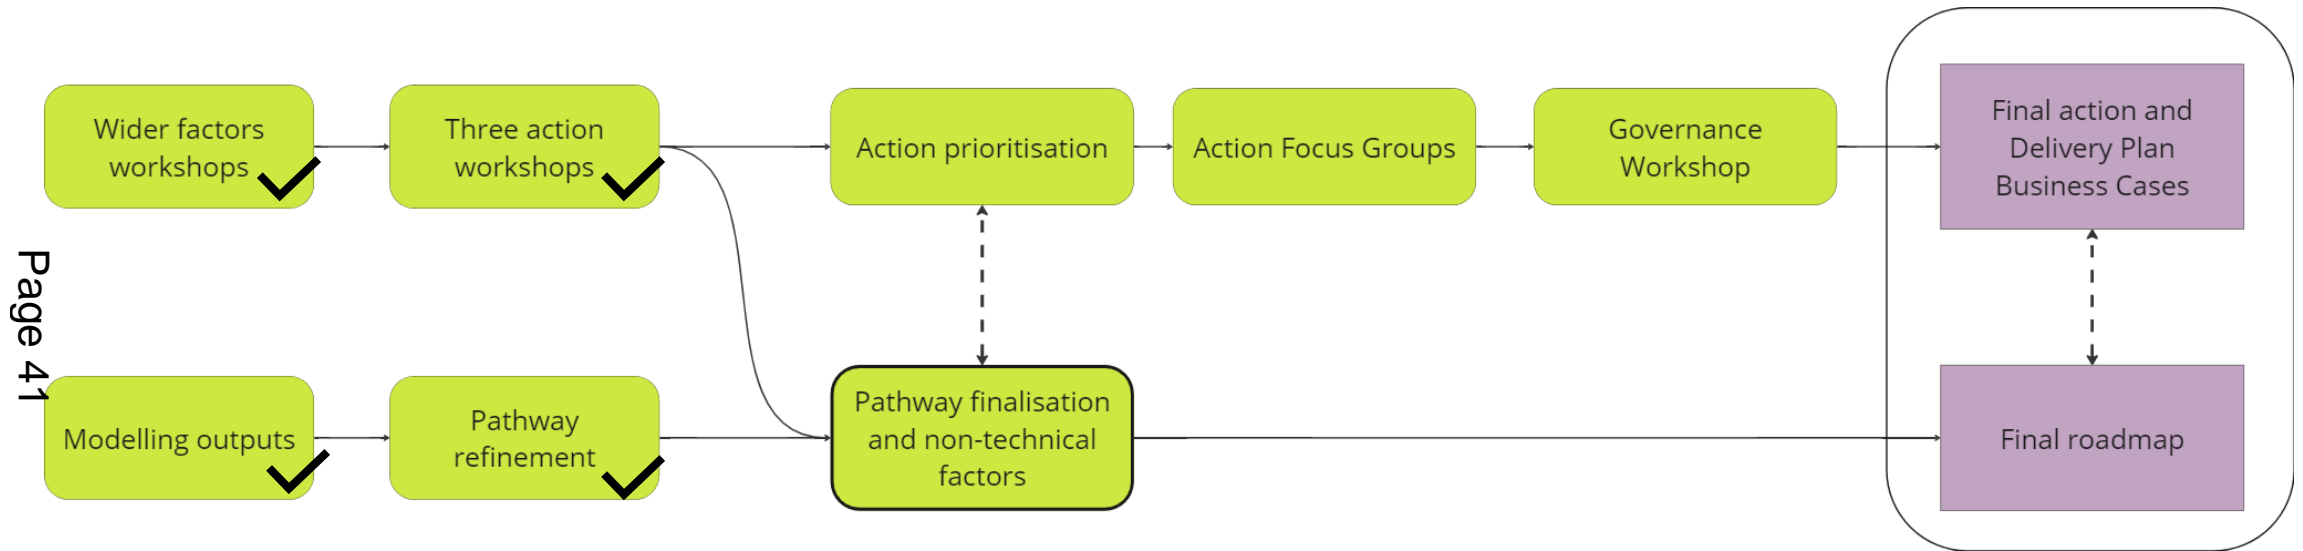 Wider factors
workshops
Three action
workshops
Action prioritisation
Action Focus Groups
Governance
Workshop
Final action and
Delivery Plan
Business Cases
Page 41
Modelling outputs
Pathway
refinement
Pathway finalisation
and non-technical
factors
Final roadmap